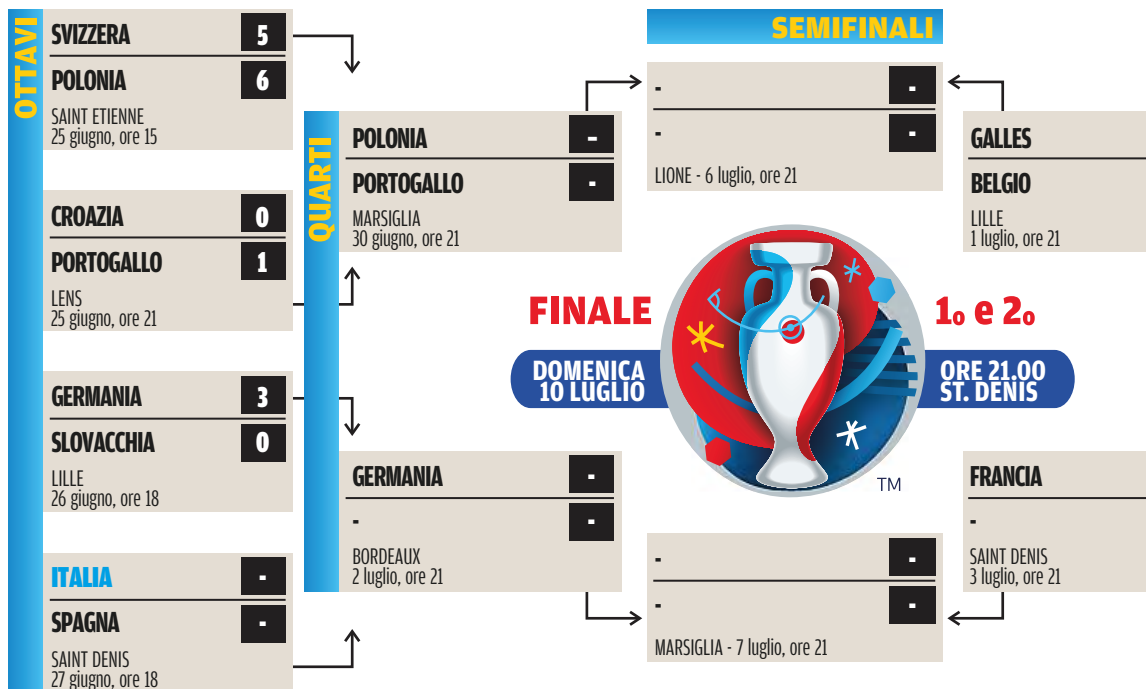 OTTAVI
SVIZZERA 5
POLONIA 6
SAINT ETIENNE
25 giugno, ore 15
CROAZIA 0
PORTOGALLO 1
LENS
25 giugno, ore 21
GERMANIA 3
SLOVACCHIA 0
LILLE
26 giugno, ore 18
ITALIA -
SPAGNA -
SAINT DENIS
27 giugno, ore 18
QUARTI
POLONIA -
PORTOGALLO -
MARSIGLIA
30 giugno, ore 21
GERMANIA -
- -
BORDEAUX
2 luglio, ore 21
SEMIFINALI
- -
- -
LIONE - 6 luglio, ore 21
FINALE 1o e 2o
DOMENICA
10 LUGLIO
ORE 21.00
ST. DENIS
TM
- -
- -
MARSIGLIA - 7 luglio, ore 21
GALLES
BELGIO
LILLE
1 luglio, ore 21
FRANCIA
-
SAINT DENIS
3 luglio, ore 21